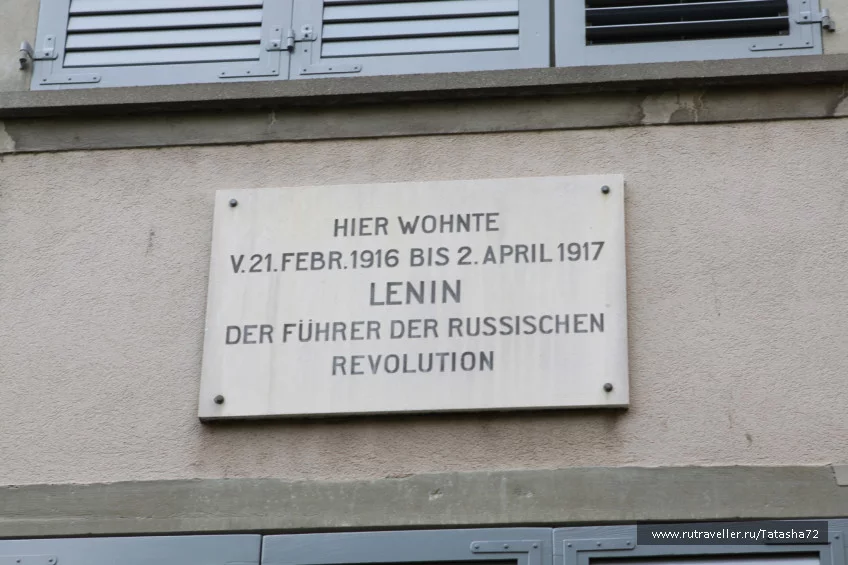 HIER WOHNTE
V. 21. FEBR. 1916 BIS 2. APRIL 1917
LENIN
DER FÜHRER DER RUSSISCHEN
REVOLUTION
www.rutraveller.ru/Tatasha72